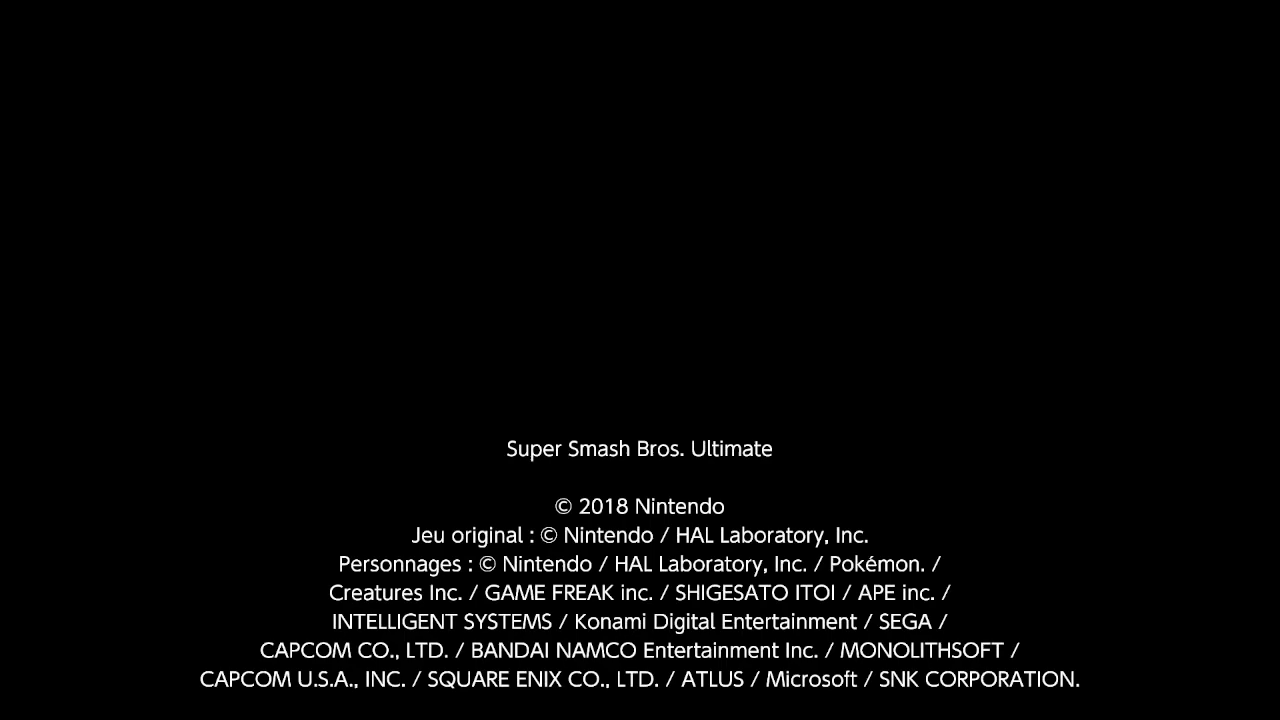 Super Smash Bros. Ultimate
© 2018 Nintendo
Jeu original : © Nintendo / HAL Laboratory, Inc.
Personnages : © Nintendo / HAL Laboratory, Inc. / Pokémon. /
Creatures Inc. / GAME FREAK inc. / SHIGESATO ITOI / APE inc. /
INTELLIGENT SYSTEMS / Konami Digital Entertainment / SEGA /
CAPCOM CO., LTD. / BANDAI NAMCO Entertainment Inc. / MONOLITHSOFT /
CAPCOM U.S.A., INC. / SQUARE ENIX CO., LTD. / ATLUS / Microsoft / SNK CORPORATION.